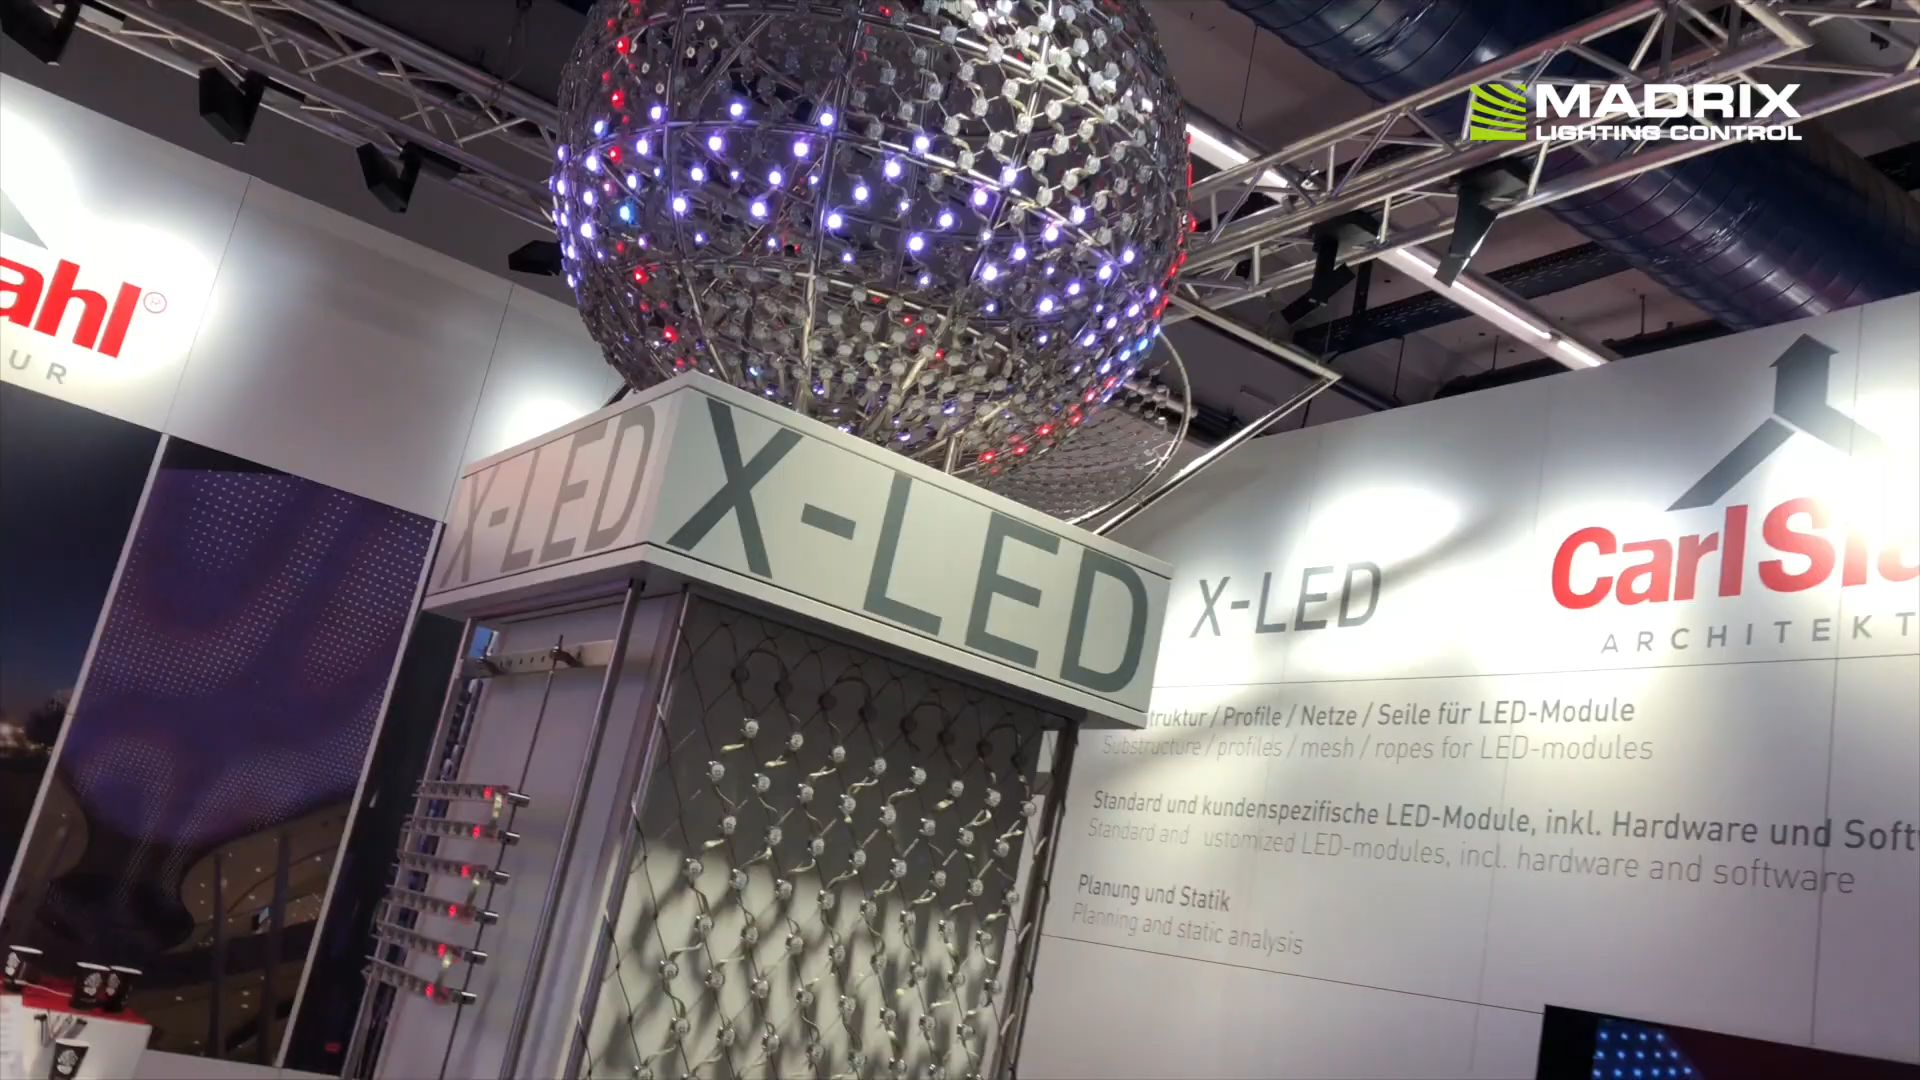 MADRIX
LIGHTING CONTROL
ahl®
UR
X-LED
X-LED
X-LED
CarlSta
ARCHITEKT
truktur / Profile / Netze / Seile für LED-Module
Substructure / profiles / mesh / ropes for LED-modules
Standard und kundenspezifische LED-Module, inkl. Hardware und Soft
Standard and ustomized LED-modules, incl. hardware and software
Planung und Statik
Planning and static analysis